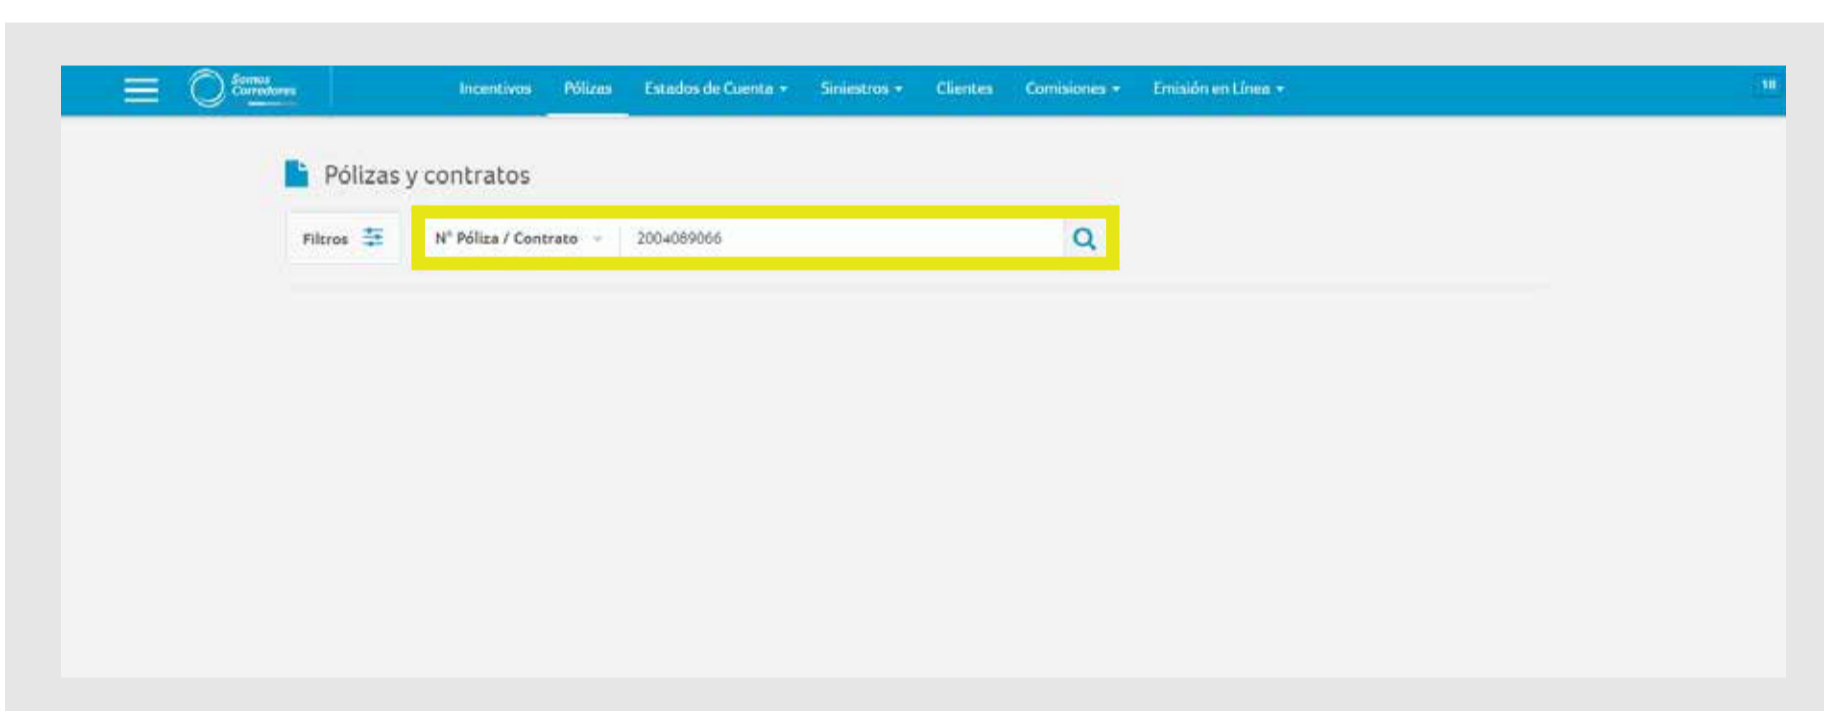 Somos
Corredores
Incentivos Pólizas Estados de Cuenta Siniestros Clientes Comisiones Emisión en Línea
Pólizas y contratos
Filtros N° Póliza / Contrato 2004089066